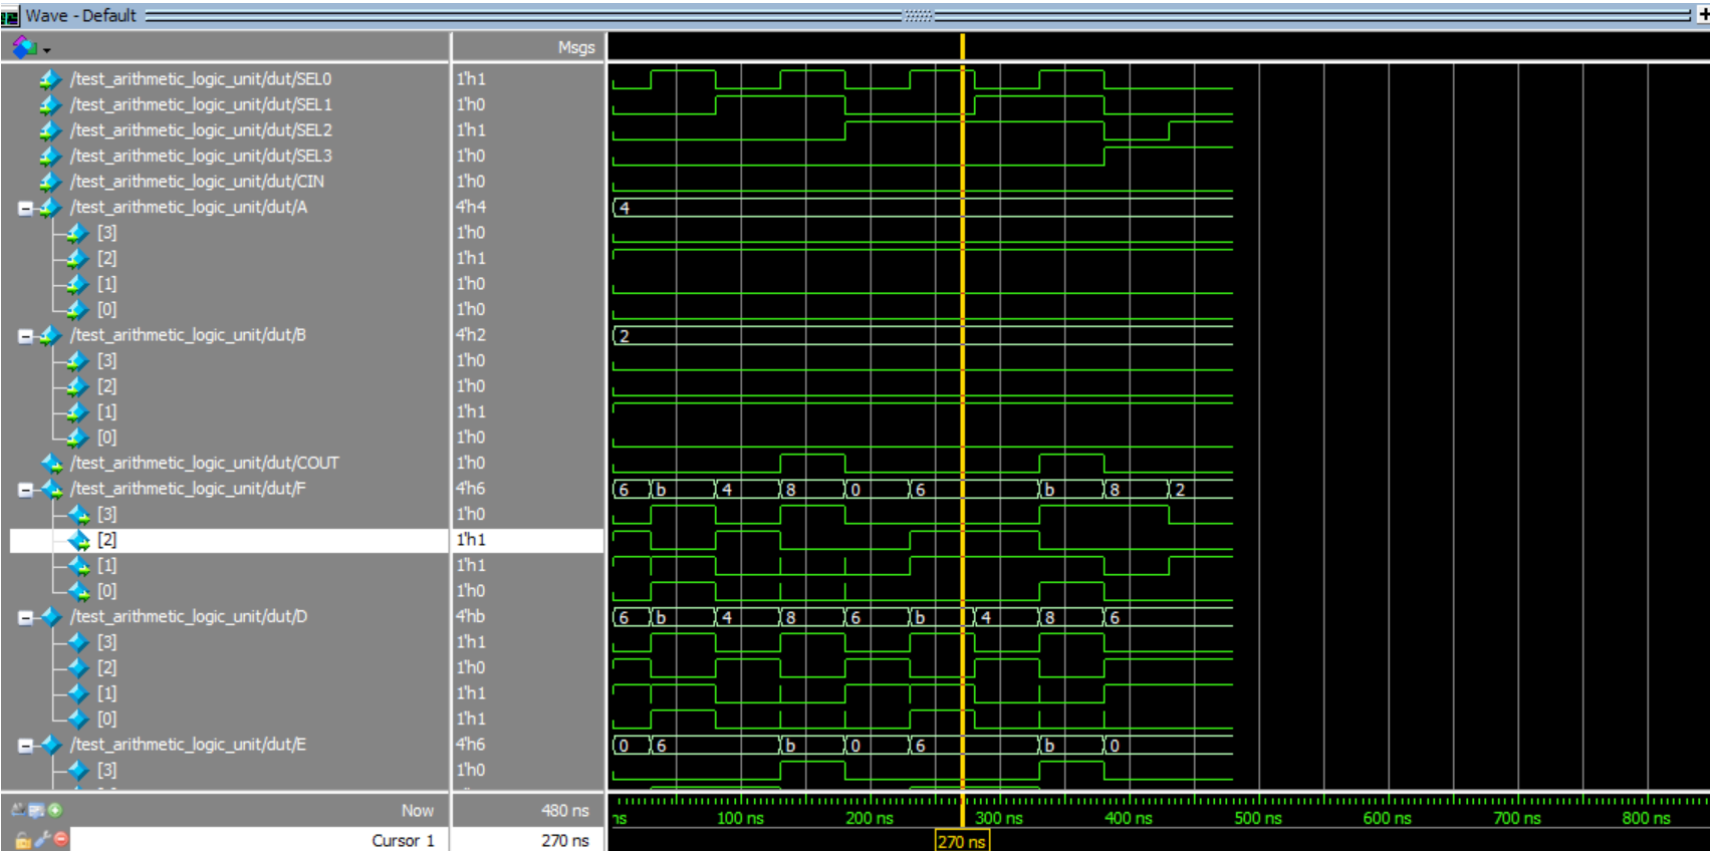 Wave - Default
Msgs
/test_arithmetic_logic_unit/dut/SEL0 1'h1
/test_arithmetic_logic_unit/dut/SEL1 1'h0
/test_arithmetic_logic_unit/dut/SEL2 1'h1
/test_arithmetic_logic_unit/dut/SEL3 1'h0
/test_arithmetic_logic_unit/dut/CIN 1'h0
/test_arithmetic_logic_unit/dut/A 4'h4 4
[3] 1'h0
[2] 1'h1
[1] 1'h0
[0] 1'h0
/test_arithmetic_logic_unit/dut/B 4'h2 2
[3] 1'h0
[2] 1'h0
[1] 1'h1
[0] 1'h0
/test_arithmetic_logic_unit/dut/COUT 1'h0
/test_arithmetic_logic_unit/dut/F 4'h6 6 b 4 8 0 6 b 8 2
[3] 1'h0
[2] 1'h1
[1] 1'h1
[0] 1'h0
/test_arithmetic_logic_unit/dut/D 4'hb 6 b 4 8 6 b 4 8 6
[3] 1'h1
[2] 1'h0
[1] 1'h1
[0] 1'h1
/test_arithmetic_logic_unit/dut/E 4'h6 0 6 b 0 6 b 0
[3] 1'h0
Now 480 ns ns 100 ns 200 ns 300 ns 400 ns 500 ns 600 ns 700 ns 800 ns
Cursor 1 270 ns 270 ns